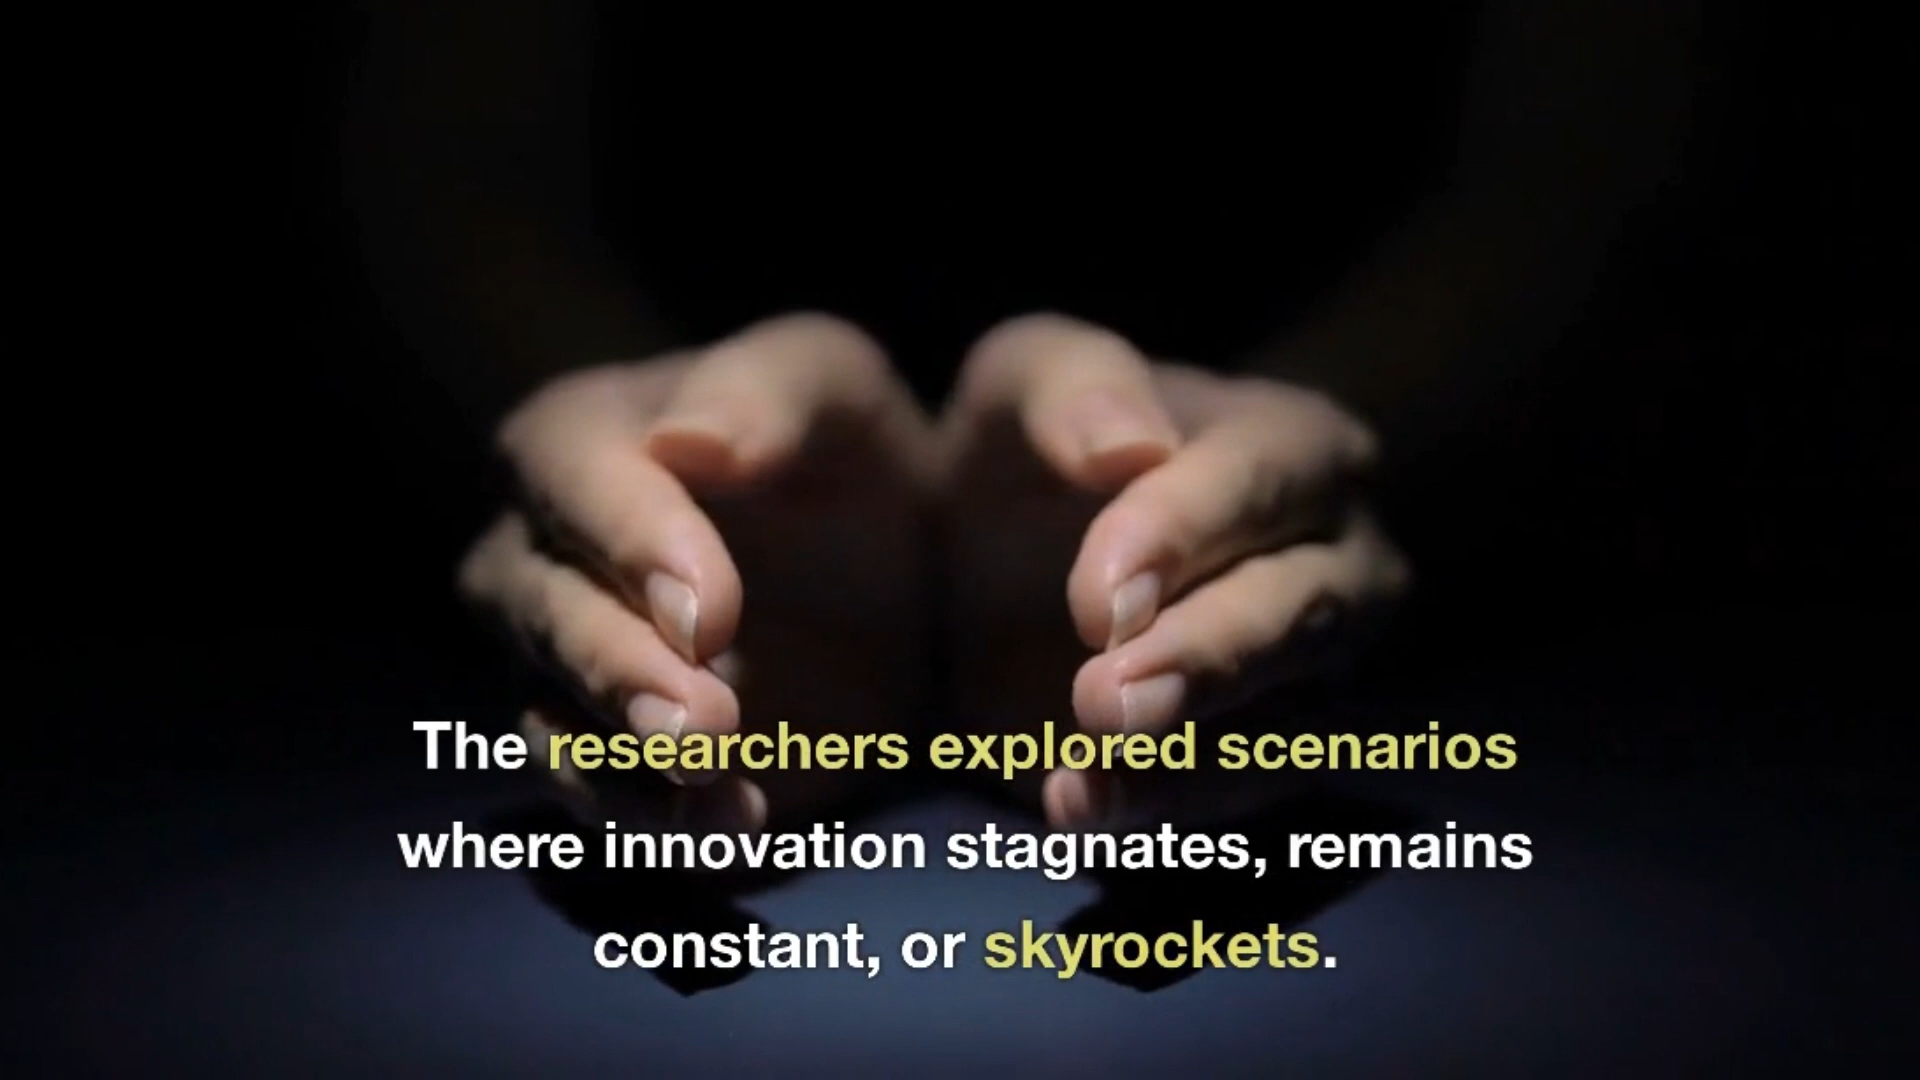 The researchers explored scenarios
where innovation stagnates, remains
constant, or skyrockets.